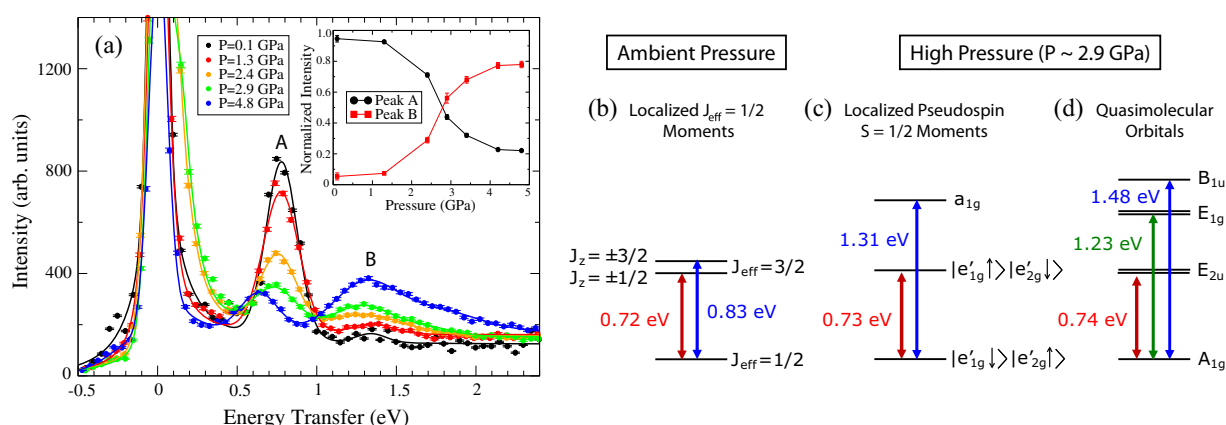 (a)
P=0.1 GPa
P=1.3 GPa
P=2.4 GPa
P=2.9 GPa
P=4.8 GPa
A
B
Intensity (arb. units)
0
400
800
1200
-0.5
0
0.5
1
1.5
2
Energy Transfer (eV)
Normalized Intensity
0.0
0.2
0.4
0.6
0.8
1.0
Peak A
Peak B
0
1
2
3
4
5
Pressure (GPa)
Ambient Pressure
High Pressure (P ~ 2.9 GPa)
(b)
Localized J_eff = 1/2
Moments
J_z = ±3/2
J_z = ±1/2
J_eff = 3/2
0.72 eV
0.83 eV
J_eff = 1/2
(c)
Localized Pseudospin
S = 1/2 Moments
a_1g
1.31 eV
|e'_1g ↑> |e'_2g ↓>
0.73 eV
|e'_1g ↓> |e'_2g ↑>
(d)
Quasimolecular
Orbitals
B_1u
1.48 eV
E_1g
1.23 eV
E_2u
0.74 eV
A_1g